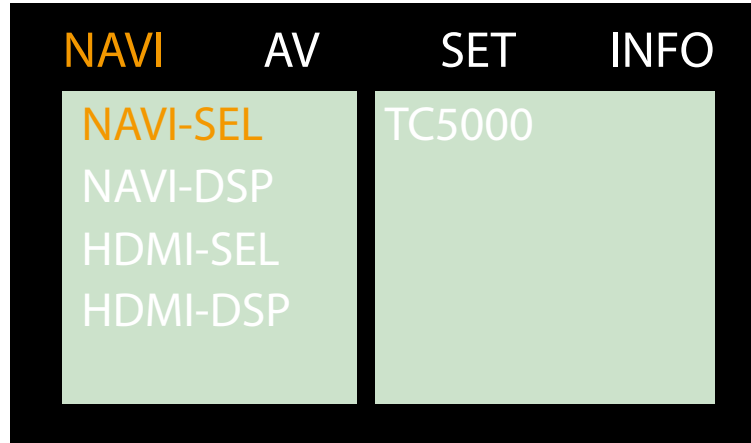 NAVI AV SET INFO
NAVI-SEL TC5000
NAVI-DSP
HDMI-SEL
HDMI-DSP